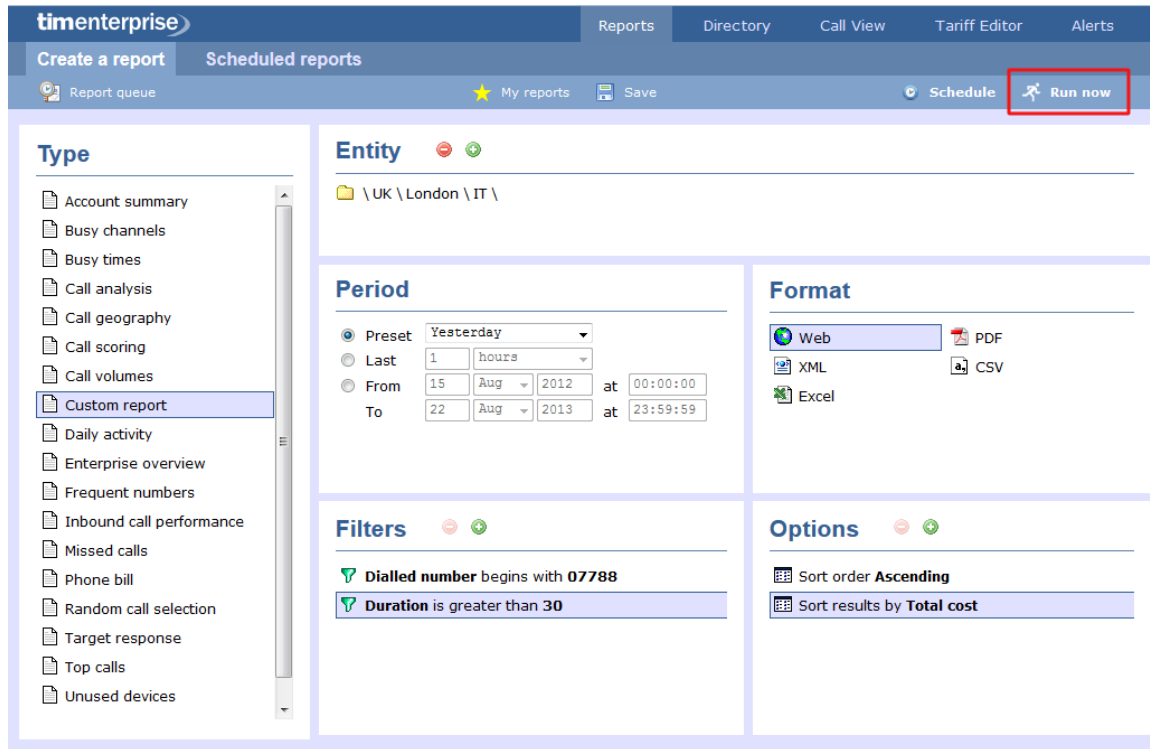 timenterprise
Reports Directory Call View Tariff Editor Alerts
Create a report Scheduled reports
Report queue My reports Save Schedule Run now
Type
Account summary
Busy channels
Busy times
Call analysis
Call geography
Call scoring
Call volumes
Custom report
Daily activity
Enterprise overview
Frequent numbers
Inbound call performance
Missed calls
Phone bill
Random call selection
Target response
Top calls
Unused devices
Entity
\ UK \ London \ IT \
Period
Preset Yesterday
Last 1 hours
From 15 Aug 2012 at 00:00:00
To 22 Aug 2013 at 23:59:59
Format
Web PDF
XML CSV
Excel
Filters
Dialled number begins with 07788
Duration is greater than 30
Options
Sort order Ascending
Sort results by Total cost